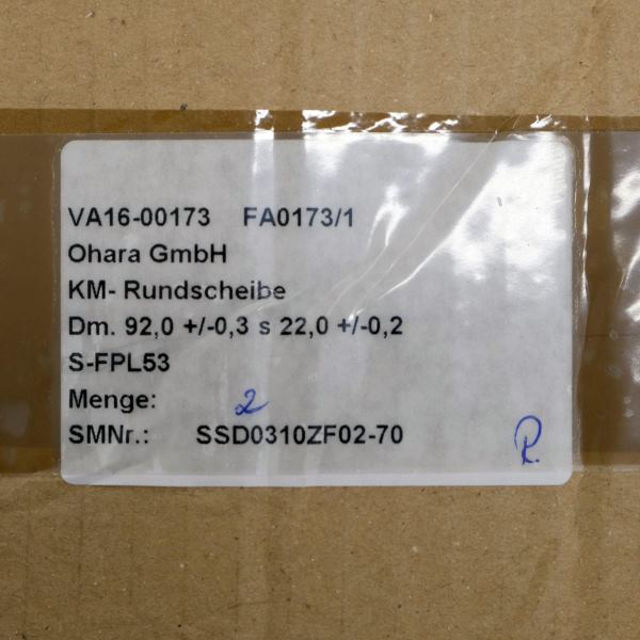 VA16-00173 FA0173/1
Ohara GmbH
KM- Rundscheibe
Dm. 92,0 +/-0,3 s 22,0 +/-0,2
S-FPL53
Menge: 2
SMNr.: SSD0310ZF02-70
R.